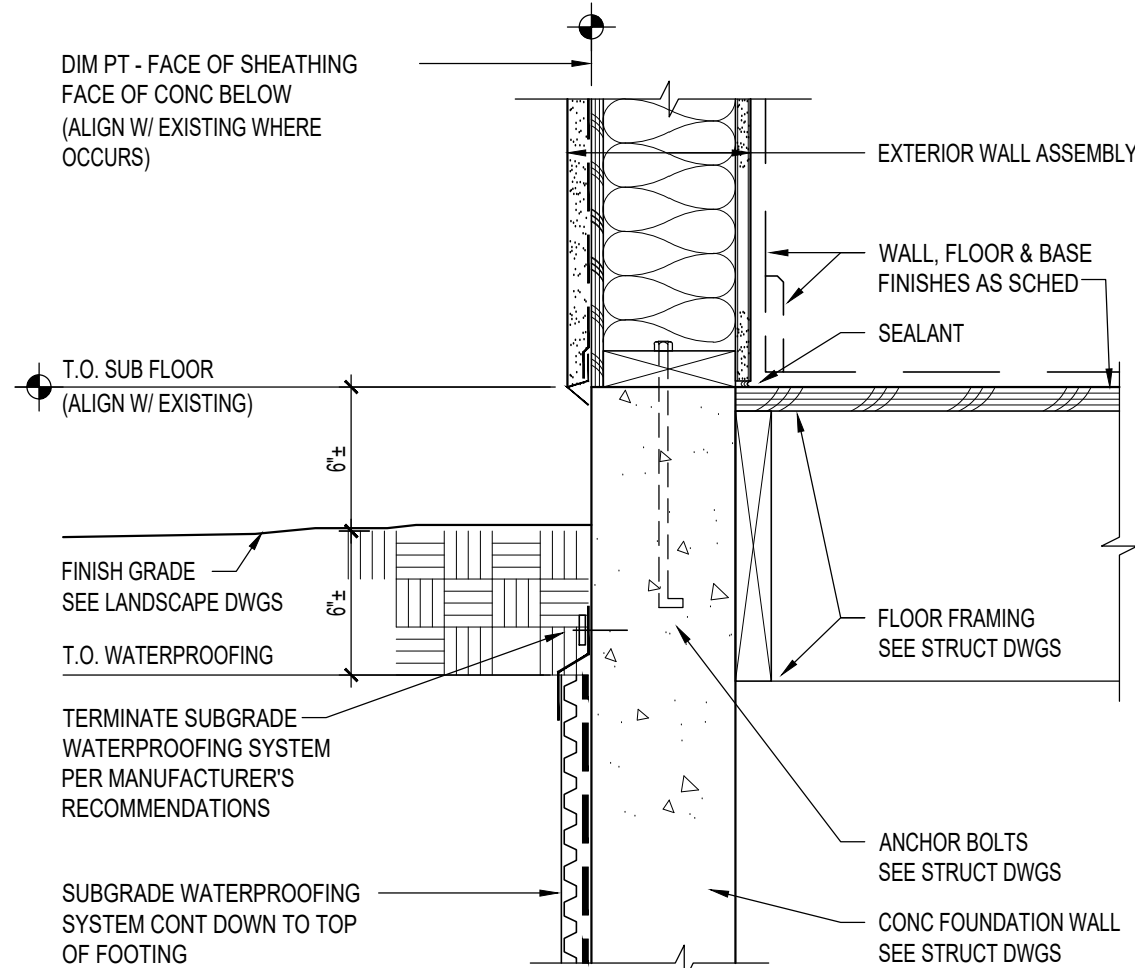 DIM PT - FACE OF SHEATHING
FACE OF CONC BELOW
(ALIGN W/ EXISTING WHERE
OCCURS)
EXTERIOR WALL ASSEMBLY
WALL, FLOOR & BASE
FINISHES AS SCHED
SEALANT
T.O. SUB FLOOR
(ALIGN W/ EXISTING)
6"±
FINISH GRADE
SEE LANDSCAPE DWGS
6"±
T.O. WATERPROOFING
FLOOR FRAMING
SEE STRUCT DWGS
TERMINATE SUBGRADE
WATERPROOFING SYSTEM
PER MANUFACTURER'S
RECOMMENDATIONS
ANCHOR BOLTS
SEE STRUCT DWGS
SUBGRADE WATERPROOFING
SYSTEM CONT DOWN TO TOP
OF FOOTING
CONC FOUNDATION WALL
SEE STRUCT DWGS